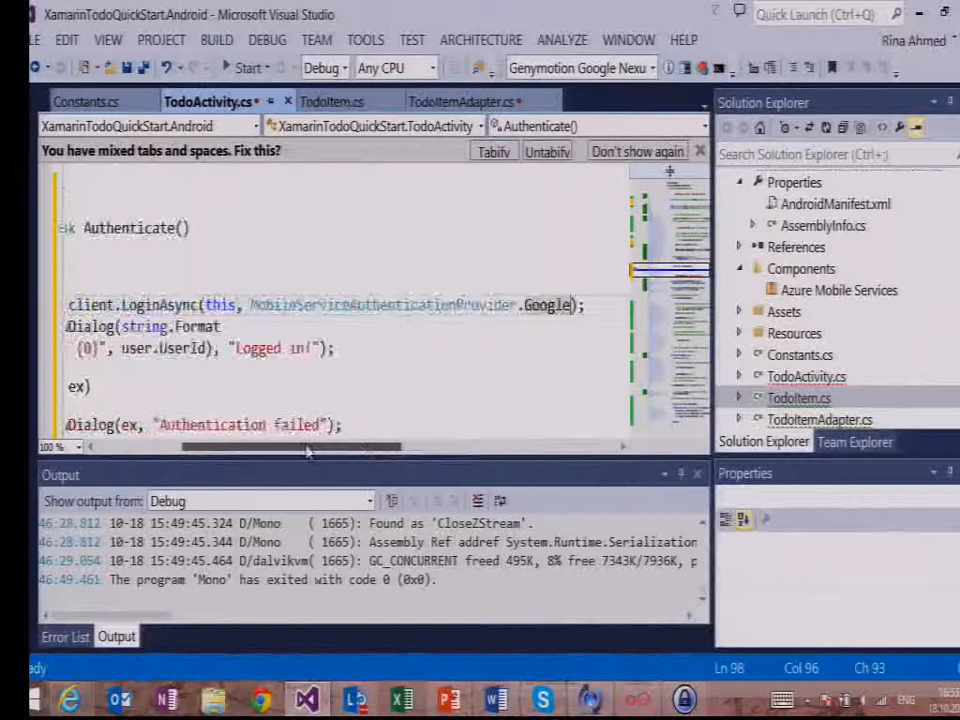 XamarinTodoQuickStart.Android - Microsoft Visual Studio
Quick Launch (Ctrl+Q)
LE EDIT VIEW PROJECT BUILD DEBUG TEAM TOOLS TEST ARCHITECTURE ANALYZE WINDOW HELP
Rina Ahmed
Start Debug Any CPU Genymotion Google Nexu
Constants.cs TodoActivity.cs TodoItem.cs TodoItemAdapter.cs
XamarinTodoQuickStart.Android XamarinTodoQuickStart.TodoActivity Authenticate()
You have mixed tabs and spaces. Fix this? Tabify Untabify Don't show again
k Authenticate()
client.LoginAsync(this, MobileServiceAuthenticationProvider.Google);
Dialog(string.Format
{0}", user.UserId), "Logged in!");
ex)
Dialog(ex, "Authentication failed");
100 %
Solution Explorer
Search Solution Explorer (Ctrl+;)
Properties
AndroidManifest.xml
AssemblyInfo.cs
References
Components
Azure Mobile Services
Assets
Resources
Constants.cs
TodoActivity.cs
TodoItem.cs
TodoItemAdapter.cs
Solution Explorer Team Explorer
Output
Show output from: Debug
46:28.812 10-18 15:49:45.324 D/Mono ( 1665): Found as 'CloseZStream'.
46:28.812 10-18 15:49:45.344 D/Mono ( 1665): Assembly Ref addref System.Runtime.Serialization
46:29.054 10-18 15:49:45.464 D/dalvikvm( 1665): GC_CONCURRENT freed 495K, 8% free 7343K/7936K, p
46:49.461 The program 'Mono' has exited with code 0 (0x0).
Error List Output
Properties
ady
Ln 98 Col 96 Ch 93
ENG
18.10.20